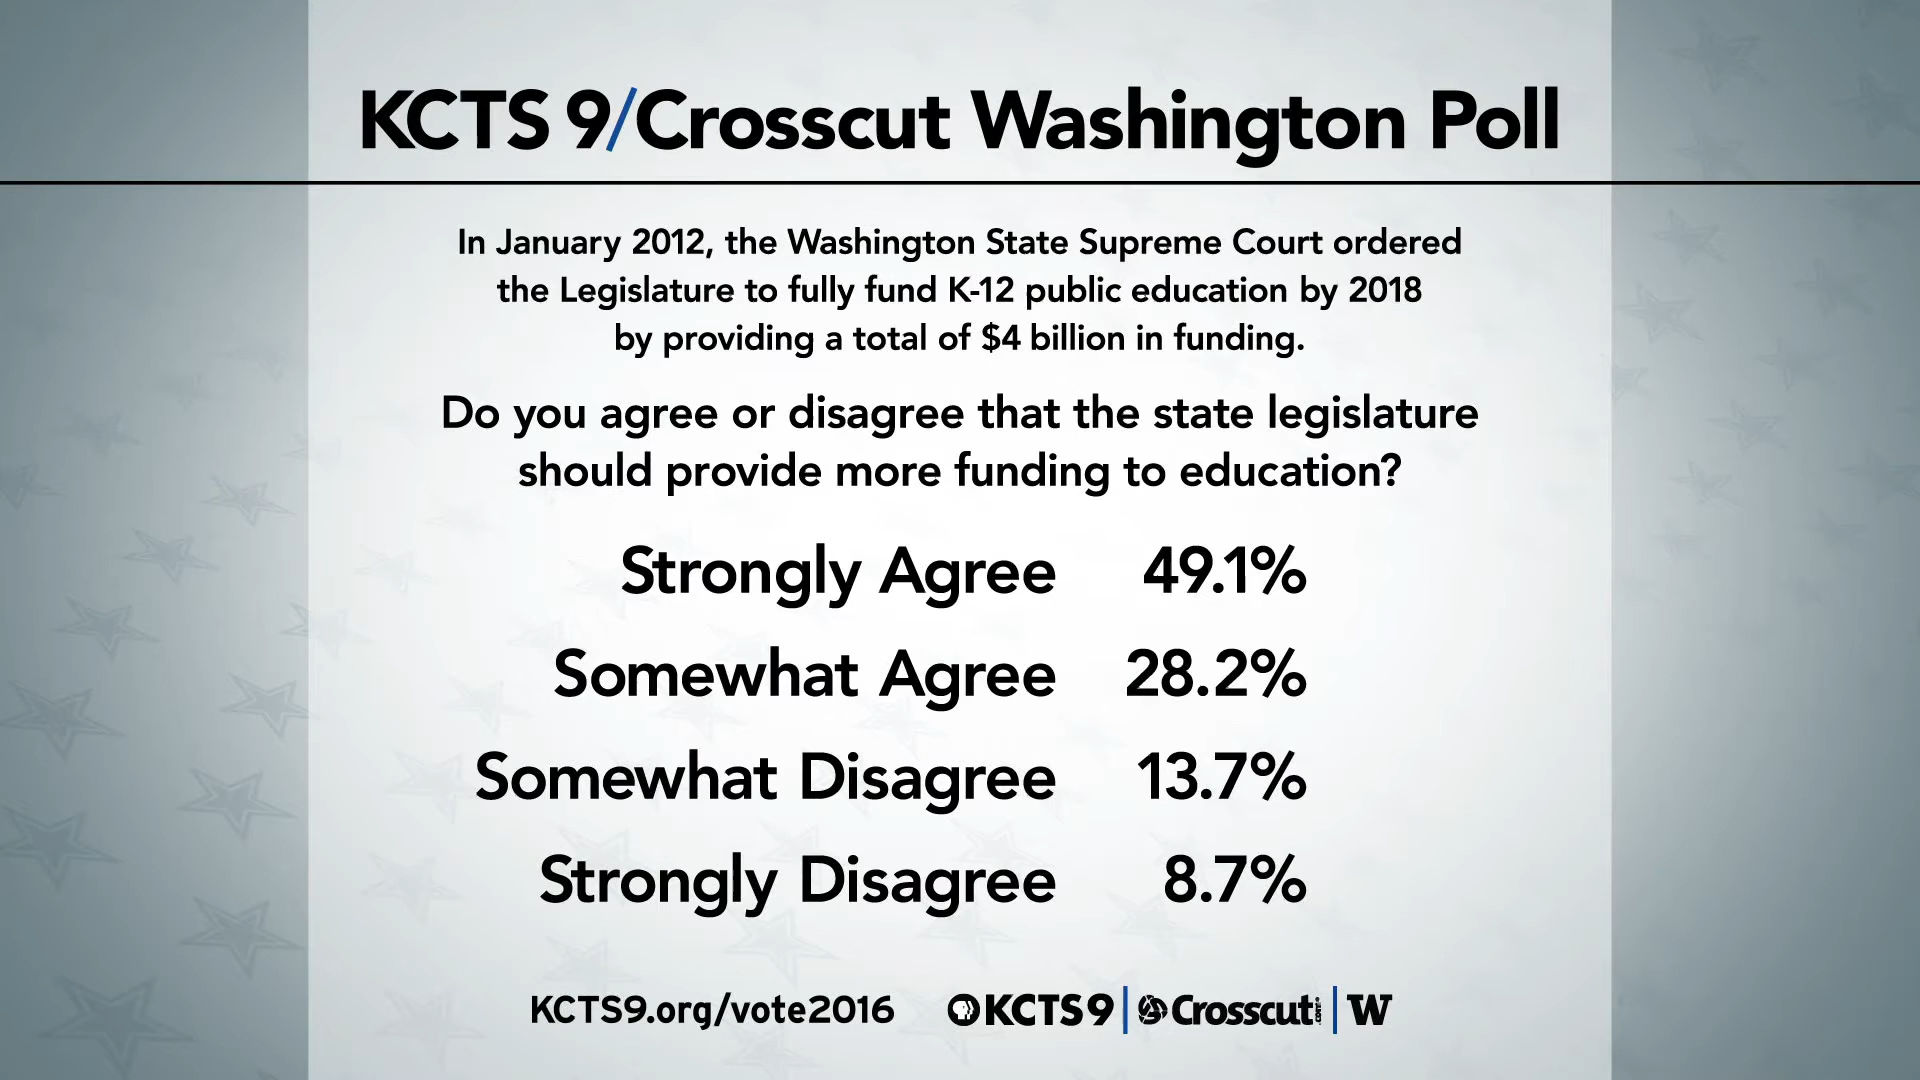 KCTS 9/Crosscut Washington Poll
In January 2012, the Washington State Supreme Court ordered
the Legislature to fully fund K-12 public education by 2018
by providing a total of $4 billion in funding.
Do you agree or disagree that the state legislature
should provide more funding to education?
Strongly Agree 49.1%
Somewhat Agree 28.2%
Somewhat Disagree 13.7%
Strongly Disagree 8.7%
KCTS9.org/vote2016 KCTS 9 | Crosscut.com | W